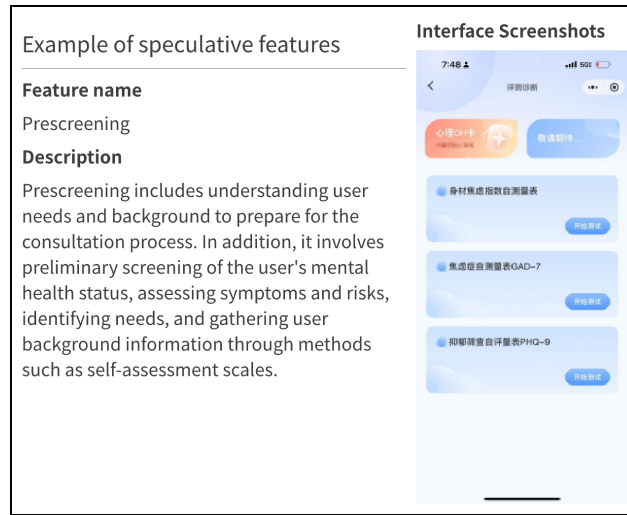 Example of speculative features
Feature name
Prescreening
Description
Prescreening includes understanding user
needs and background to prepare for the
consultation process. In addition, it involves
preliminary screening of the user's mental
health status, assessing symptoms and risks,
identifying needs, and gathering user
background information through methods
such as self-assessment scales.
Interface Screenshots
7:48
5G
评测诊断
心理OH卡
敬请期待...
身材焦虑指数自测量表
开始测试
焦虑症自测量表GAD-7
开始测试
抑郁筛查自评量表PHQ-9
开始测试